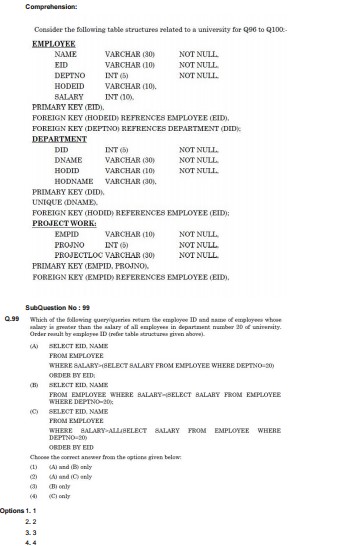 Comprehension:
Consider the following table structures related to a university for Q96 to Q100:-
EMPLOYEE
NAME VARCHAR (30) NOT NULL,
EID VARCHAR (10) NOT NULL,
DEPTNO INT (5) NOT NULL,
HODEID VARCHAR (10),
SALARY INT (10),
PRIMARY KEY (EID),
FOREIGN KEY (HODEID) REFRENCES EMPLOYEE (EID),
FOREIGN KEY (DEPTNO) REFRENCES DEPARTMENT (DID);
DEPARTMENT
DID INT (5) NOT NULL,
DNAME VARCHAR (30) NOT NULL,
HODID VARCHAR (10) NOT NULL,
HODNAME VARCHAR (30),
PRIMARY KEY (DID),
UNIQUE (DNAME),
FOREIGN KEY (HODID) REFERENCES EMPLOYEE (EID);
PROJECT WORK:
EMPID VARCHAR (10) NOT NULL,
PROJNO INT (5) NOT NULL,
PROJECTLOC VARCHAR (30) NOT NULL,
PRIMARY KEY (EMPID, PROJNO),
FOREIGN KEY (EMPID) REFERENCES EMPLOYEE (EID),
SubQuestion No : 99
Q.99 Which of the following query/queries return the employee ID and name of employees whose
salary is greater than the salary of all employees in department number 20 of university.
Order result by employee ID (refer table structures given above).
(A) SELECT EID, NAME
FROM EMPLOYEE
WHERE SALARY>(SELECT SALARY FROM EMPLOYEE WHERE DEPTNO=20)
ORDER BY EID;
(B) SELECT EID, NAME
FROM EMPLOYEE WHERE SALARY>(SELECT SALARY FROM EMPLOYEE
WHERE DEPTNO=20);
(C) SELECT EID, NAME
FROM EMPLOYEE
WHERE SALARY>ALL(SELECT SALARY FROM EMPLOYEE WHERE
DEPTNO=20)
ORDER BY EID
Choose the correct answer from the options given below:
(1) (A) and (B) only
(2) (A) and (C) only
(3) (B) only
(4) (C) only
Options 1. 1
2. 2
3. 3
4. 4